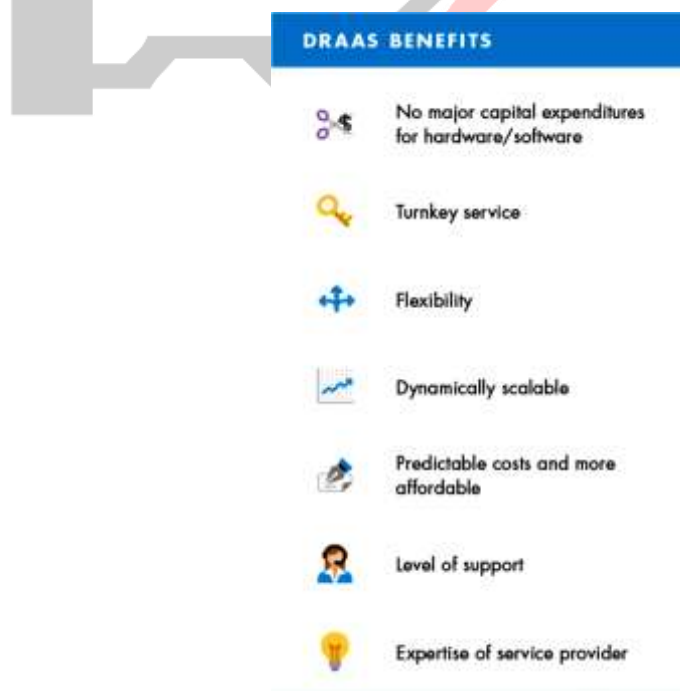 DRAAS BENEFITS
No major capital expenditures
for hardware/software
Turnkey service
Flexibility
Dynamically scalable
Predictable costs and more
affordable
Level of support
Expertise of service provider